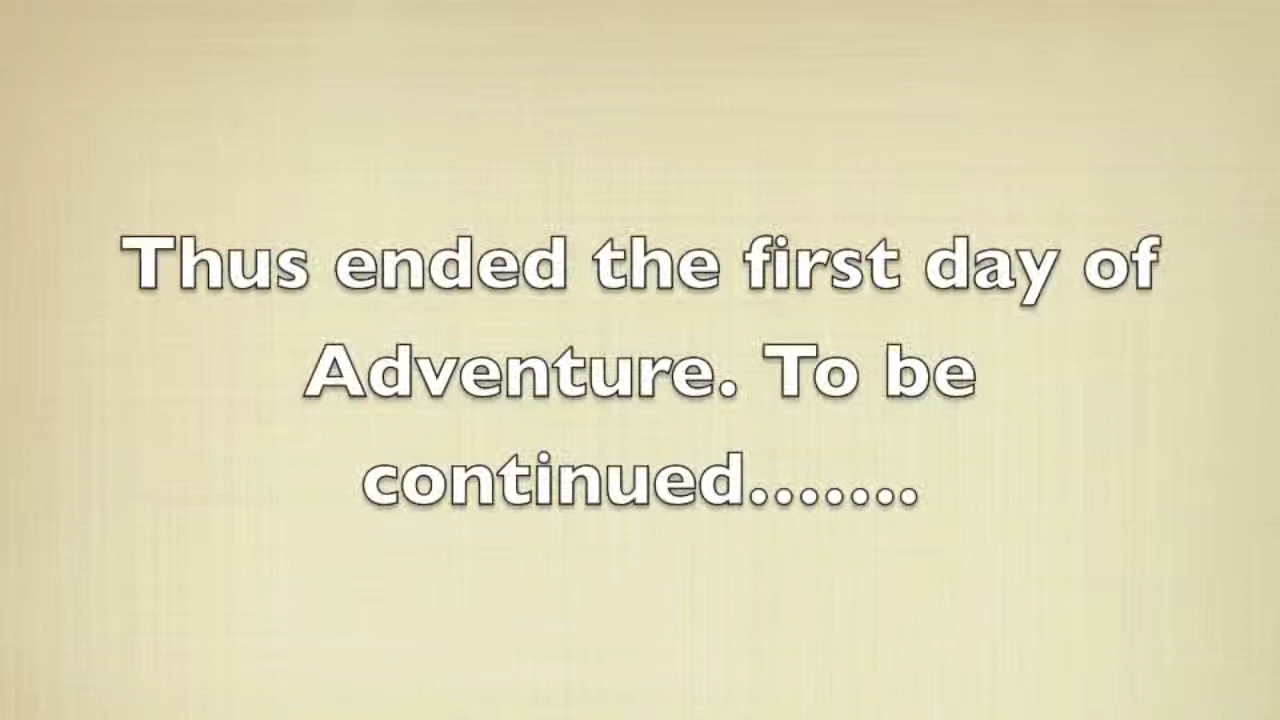 Thus ended the first day of
Adventure. To be
continued.......